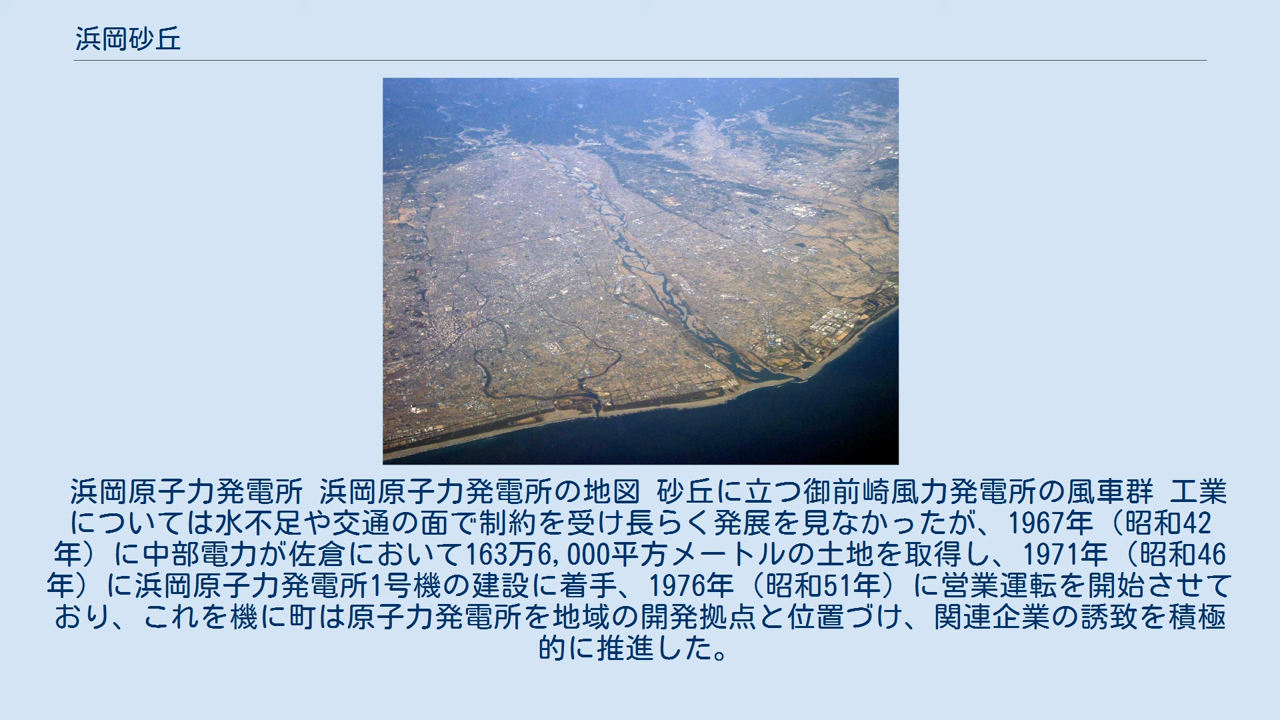 浜岡砂丘
浜岡原子力発電所 浜岡原子力発電所の地図 砂丘に立つ御前崎風力発電所の風車群 工業
については水不足や交通の面で制約を受け長らく発展を見なかったが、1967年（昭和42
年）に中部電力が佐倉において163万6,000平方メートルの土地を取得し、1971年（昭和46
年）に浜岡原子力発電所1号機の建設に着手、1976年（昭和51年）に営業運転を開始させて
おり、これを機に町は原子力発電所を地域の開発拠点と位置づけ、関連企業の誘致を積極
的に推進した。